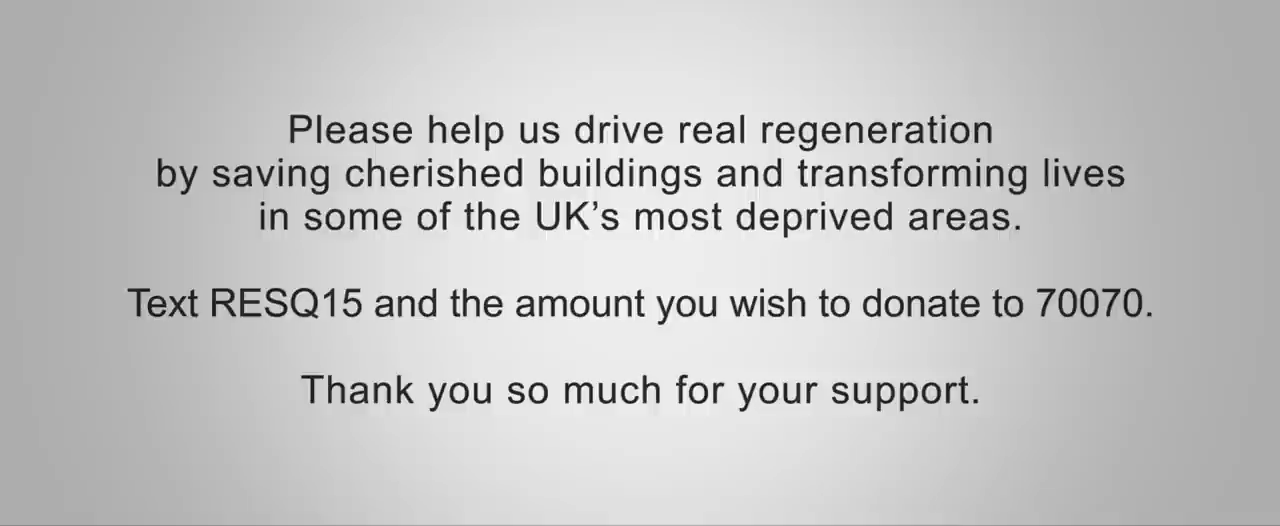 Please help us drive real regeneration
by saving cherished buildings and transforming lives
in some of the UK’s most deprived areas.
Text RESQ15 and the amount you wish to donate to 70070.
Thank you so much for your support.